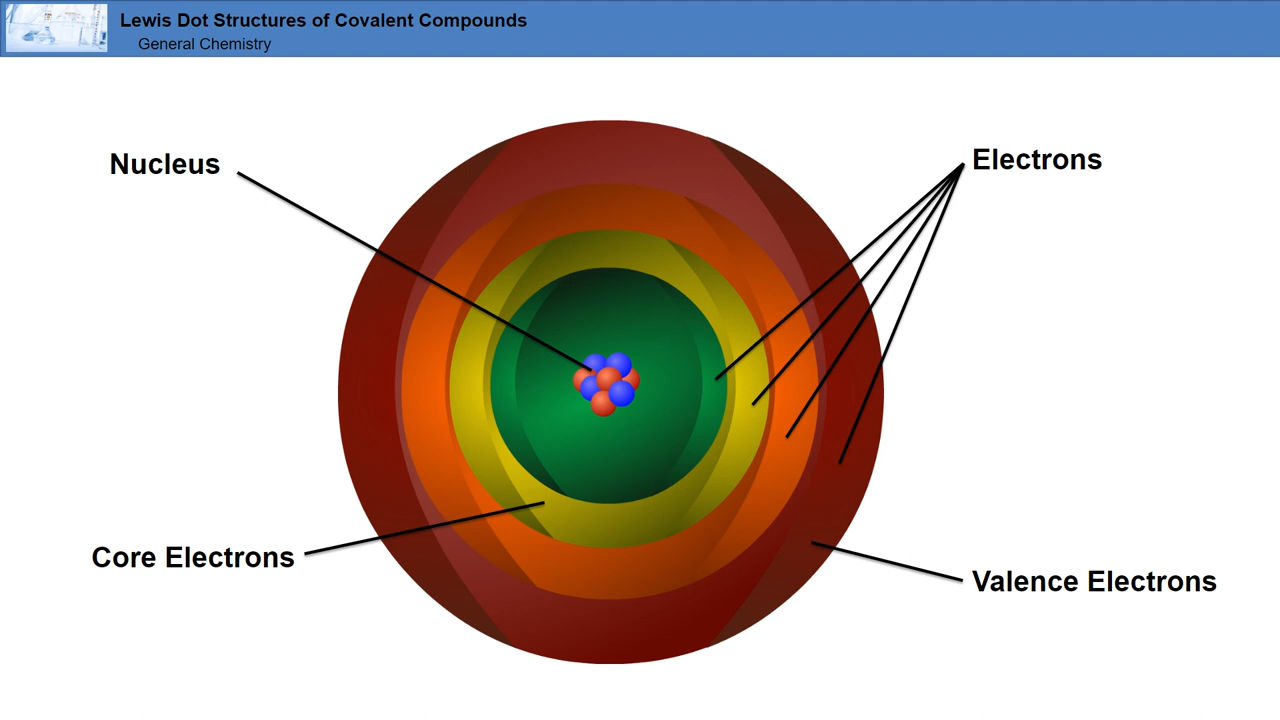 Lewis Dot Structures of Covalent Compounds
General Chemistry
Nucleus
Electrons
Core Electrons
Valence Electrons